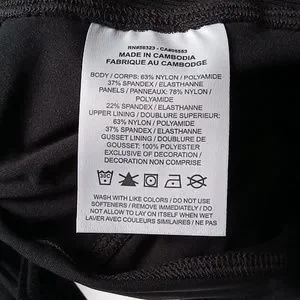 RN#56323 - CA#05553
MADE IN CAMBODIA
FABRIQUE AU CAMBODGE
BODY / CORPS: 63% NYLON / POLYAMIDE
37% SPANDEX / ELASTHANNE
PANELS / PANNEAUX: 78% NYLON /
POLYAMIDE
22% SPANDEX / ELASTHANNE
UPPER LINING / DOUBLURE SUPERIEUR:
63% NYLON / POLYAMIDE
37% SPANDEX / ELASTHANNE
GUSSET LINING / DOUBLURE DE
GOUSSET: 100% POLYESTER
EXCLUSIVE OF DECORATION /
DECORATION NON COMPRISE
WASH WITH LIKE COLORS / DO NOT USE
SOFTENERS / REMOVE IMMEDIATELY / DO
NOT ALLOW TO LAY ON ITSELF WHEN WET
LAVER AVEC COULEURS SIMILAIRES / NE PAS